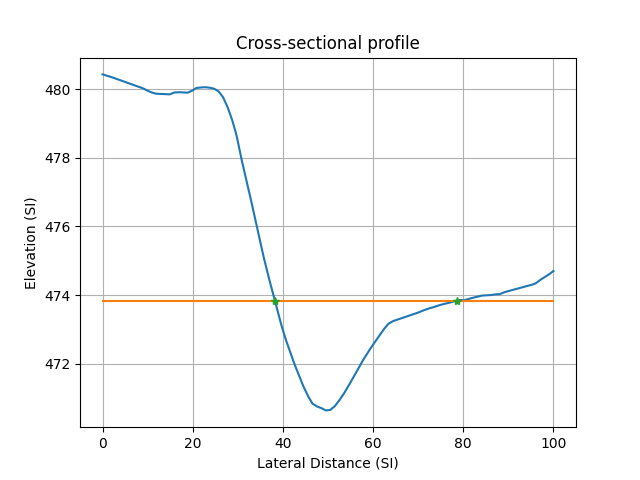 Cross-sectional profile
Elevation (SI)
480
478
476
474
472
0 20 40 60 80 100
Lateral Distance (SI)